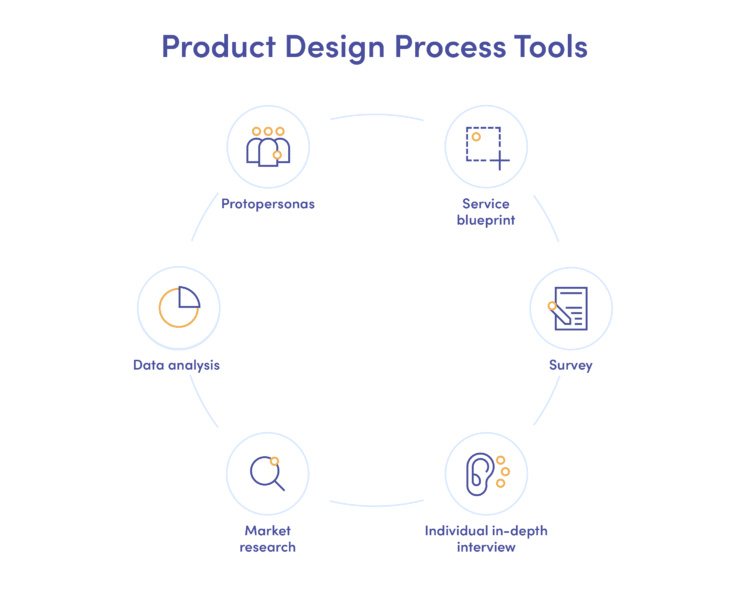 Product Design Process Tools
Protopersonas
Service
blueprint
Data analysis
Survey
Market
research
Individual in-depth
interview